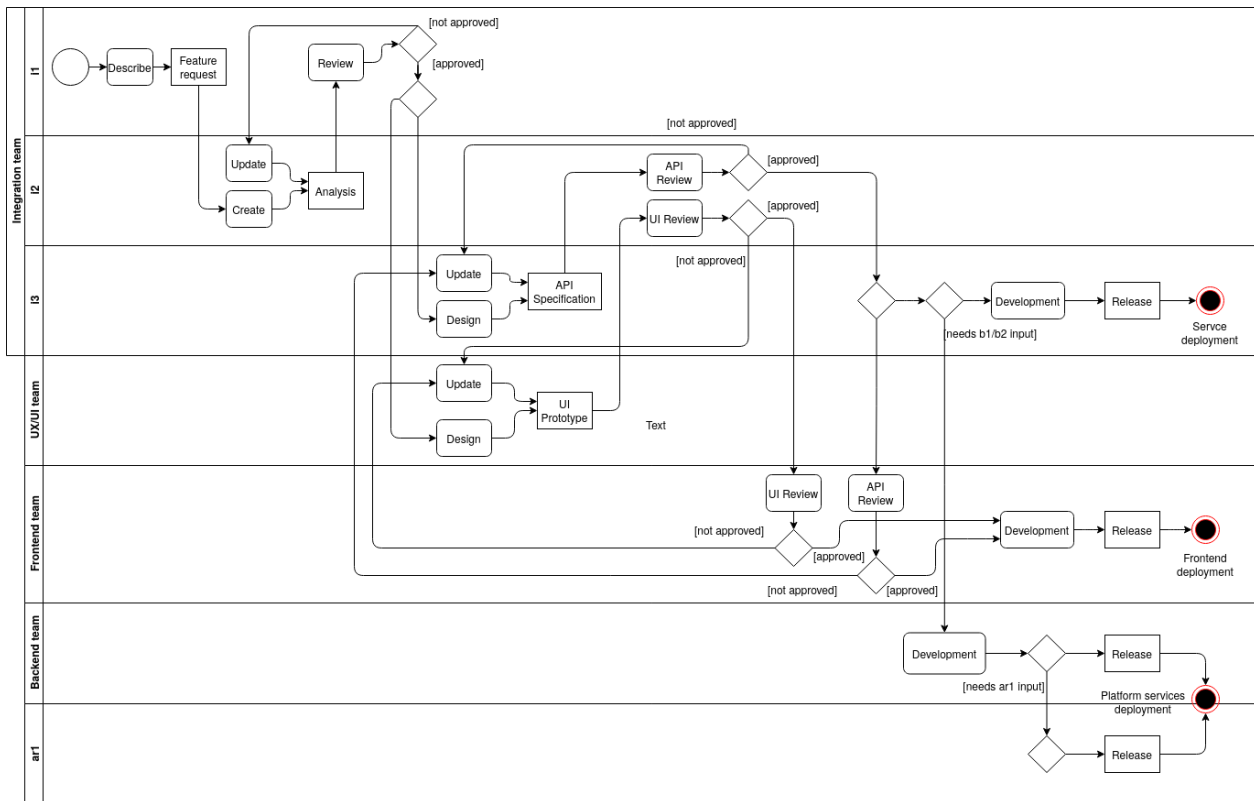 Integration team
I1
Describe
Feature
request
Review
[not approved]
[approved]
I2
Update
Create
Analysis
[not approved]
API
Review
[approved]
UI Review
[approved]
[not approved]
I3
Update
Design
API
Specification
Development
Release
[needs b1/b2 input]
Servce
deployment
UX/UI team
Update
Design
UI
Prototype
Text
Frontend team
UI Review
API
Review
[not approved]
[approved]
[not approved]
[approved]
Development
Release
Frontend
deployment
Backend team
Development
[needs ar1 input]
Release
Platform services
deployment
ar1
Release